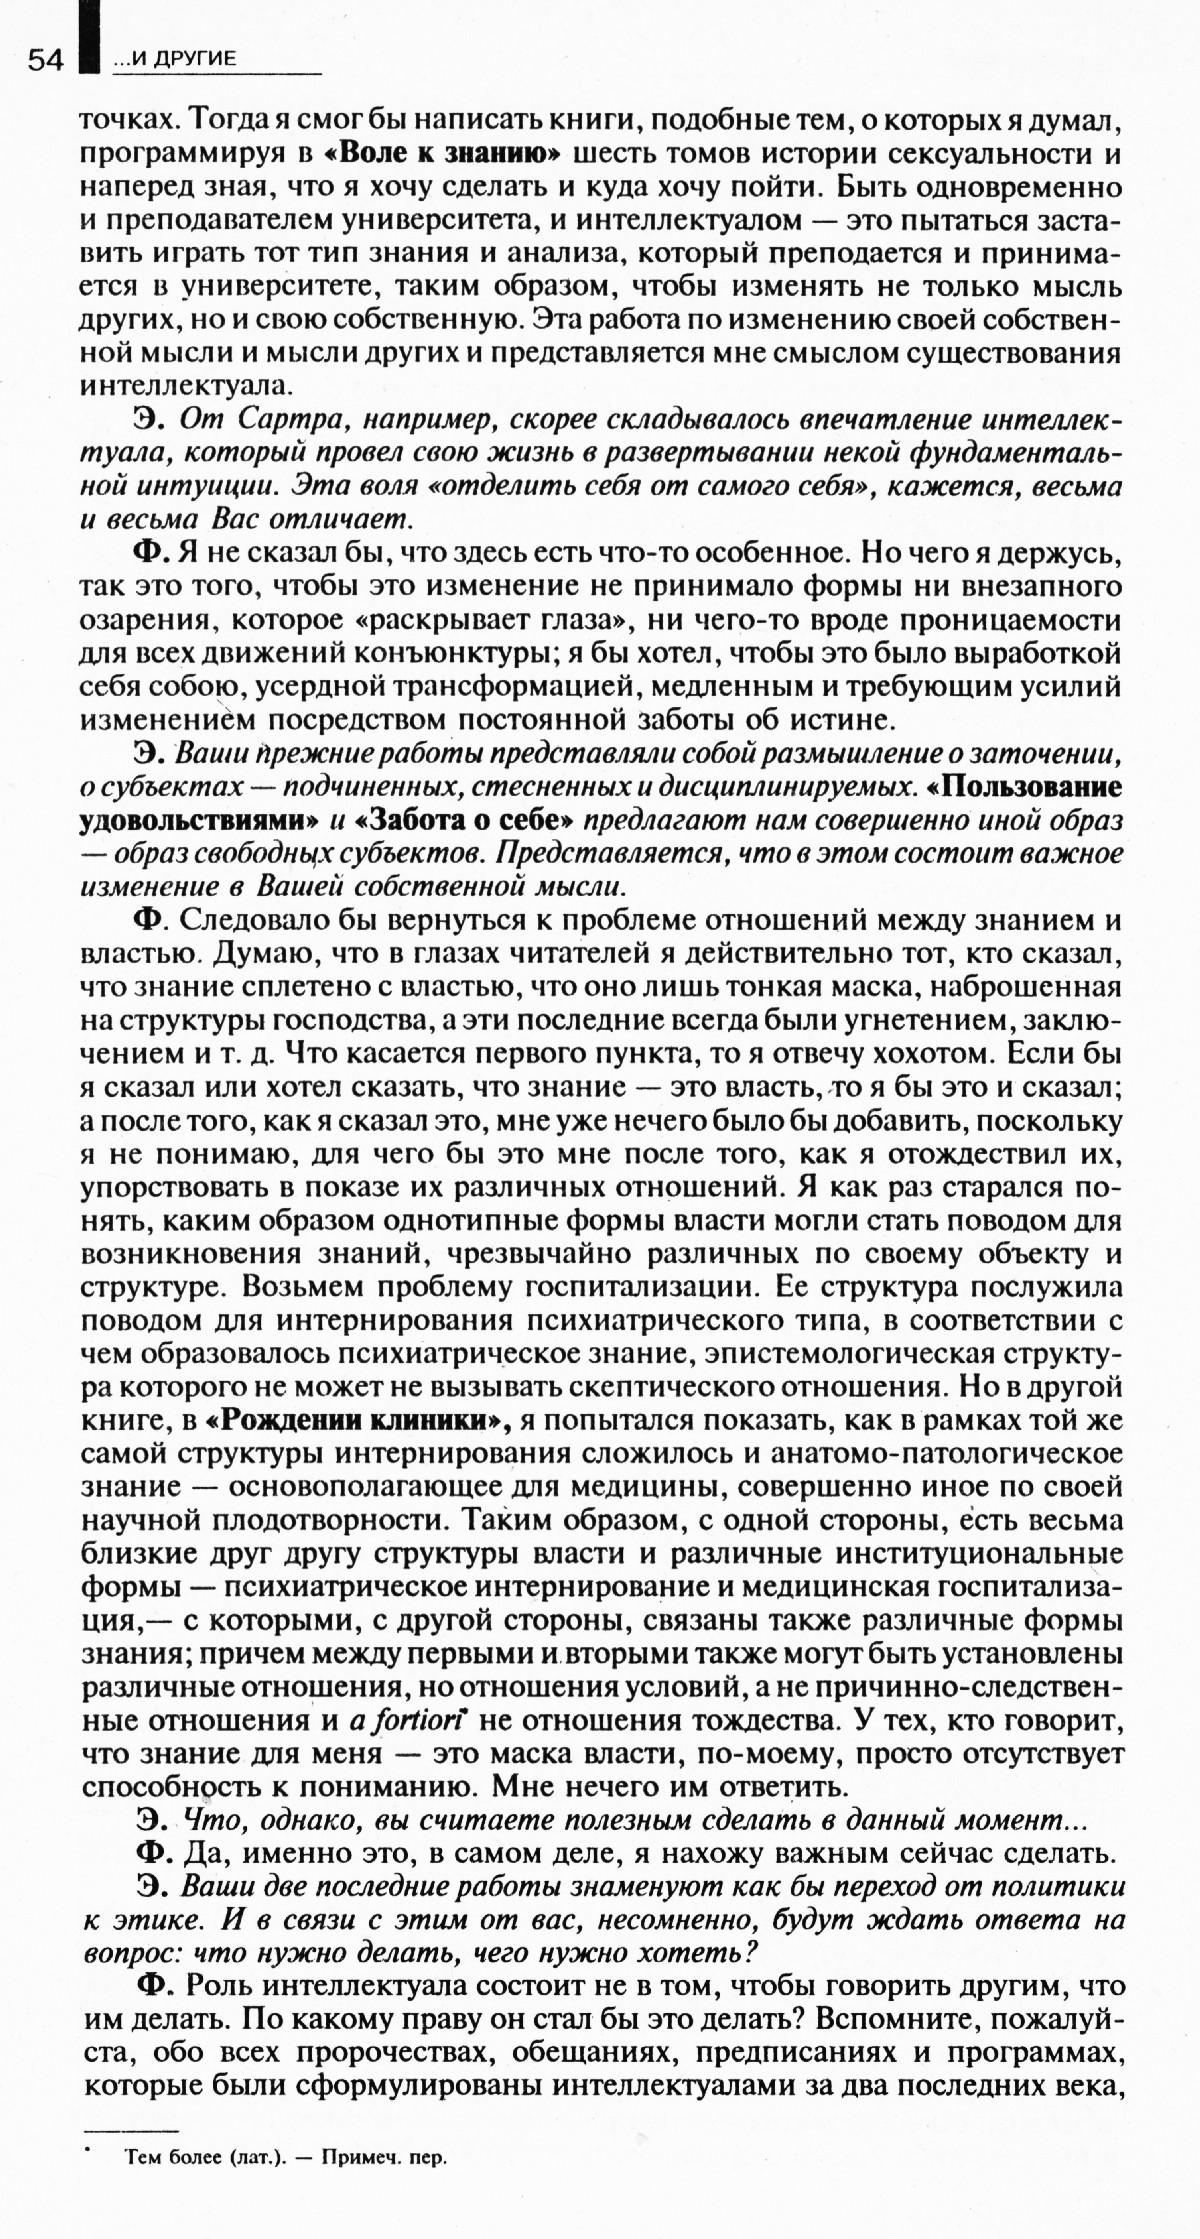 54
...И ДРУГИЕ
точках. Тогда я смог бы написать книги, подобные тем, о которых я думал,
программируя в «Воле к знанию» шесть томов истории сексуальности и
наперед зная, что я хочу сделать и куда хочу пойти. Быть одновременно
и преподавателем университета, и интеллектуалом — это пытаться заста-
вить играть тот тип знания и анализа, который преподается и принима-
ется в университете, таким образом, чтобы изменять не только мысль
других, но и свою собственную. Эта работа по изменению своей собствен-
ной мысли и мысли других и представляется мне смыслом существования
интеллектуала.
Э. От Сартра, например, скорее складывалось впечатление интеллек-
туала, который провел свою жизнь в развертывании некой фундаменталь-
ной интуиции. Эта воля «отделить себя от самого себя», кажется, весьма
и весьма Вас отличает.
Ф. Я не сказал бы, что здесь есть что-то особенное. Но чего я держусь,
так это того, чтобы это изменение не принимало формы ни внезапного
озарения, которое «раскрывает глаза», ни чего-то вроде проницаемости
для всех движений конъюнктуры; я бы хотел, чтобы это было выработкой
себя собою, усердной трансформацией, медленным и требующим усилий
изменением посредством постоянной заботы об истине.
Э. Ваши прежние работы представляли собой размышление о заточении,
о субъектах — подчиненных, стесненных и дисциплинируемых. «Пользование
удовольствиями» и «Забота о себе» предлагают нам совершенно иной образ
— образ свободных субъектов. Представляется, что в этом состоит важное
изменение в Вашей собственной мысли.
Ф. Следовало бы вернуться к проблеме отношений между знанием и
властью. Думаю, что в глазах читателей я действительно тот, кто сказал,
что знание сплетено с властью, что оно лишь тонкая маска, наброшенная
на структуры господства, а эти последние всегда были угнетением, заклю-
чением и т. д. Что касается первого пункта, то я отвечу хохотом. Если бы
я сказал или хотел сказать, что знание — это власть, то я бы это и сказал;
а после того, как я сказал это, мне уже нечего было бы добавить, поскольку
я не понимаю, для чего бы это мне после того, как я отождествил их,
упорствовать в показе их различных отношений. Я как раз старался по-
нять, каким образом однотипные формы власти могли стать поводом для
возникновения знаний, чрезвычайно различных по своему объекту и
структуре. Возьмем проблему госпитализации. Ее структура послужила
поводом для интернирования психиатрического типа, в соответствии с
чем образовалось психиатрическое знание, эпистемологическая структу-
ра которого не может не вызывать скептического отношения. Но в другой
книге, в «Рождении клиники», я попытался показать, как в рамках той же
самой структуры интернирования сложилось и анатомо-патологическое
знание — основополагающее для медицины, совершенно иное по своей
научной плодотворности. Таким образом, с одной стороны, есть весьма
близкие друг другу структуры власти и различные институциональные
формы — психиатрическое интернирование и медицинская госпитализа-
ция,— с которыми, с другой стороны, связаны также различные формы
знания; причем между первыми и вторыми также могут быть установлены
различные отношения, но отношения условий, а не причинно-следствен-
ные отношения и a fortiori* не отношения тождества. У тех, кто говорит,
что знание для меня — это маска власти, по-моему, просто отсутствует
способность к пониманию. Мне нечего им ответить.
Э. Что, однако, вы считаете полезным сделать в данный момент...
Ф. Да, именно это, в самом деле, я нахожу важным сейчас сделать.
Э. Ваши две последние работы знаменуют как бы переход от политики
к этике. И в связи с этим от вас, несомненно, будут ждать ответа на
вопрос: что нужно делать, чего нужно хотеть?
Ф. Роль интеллектуала состоит не в том, чтобы говорить другим, что
им делать. По какому праву он стал бы это делать? Вспомните, пожалуй-
ста, обо всех пророчествах, обещаниях, предписаниях и программах,
которые были сформулированы интеллектуалами за два последних века,
* Тем более (лат.). — Примеч. пер.